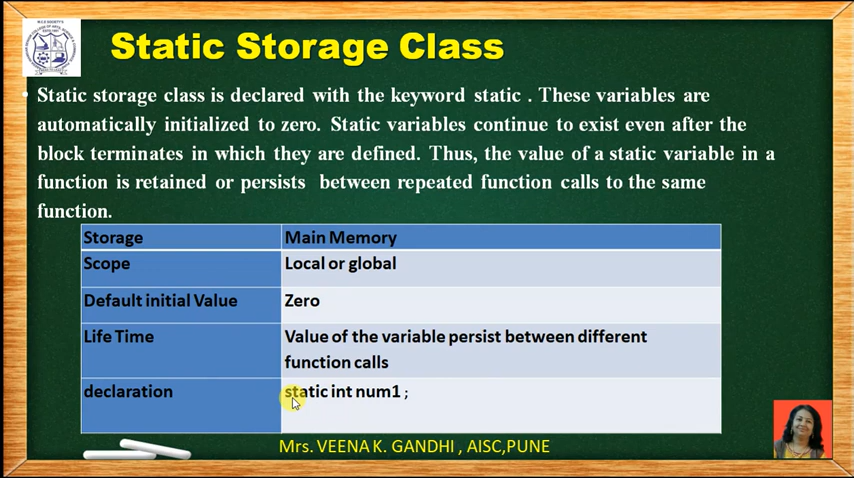 Static Storage Class
• Static storage class is declared with the keyword static . These variables are
automatically initialized to zero. Static variables continue to exist even after the
block terminates in which they are defined. Thus, the value of a static variable in a
function is retained or persists between repeated function calls to the same
function.
Storage Main Memory
Scope Local or global
Default initial Value Zero
Life Time Value of the variable persist between different
function calls
declaration static int num1 ;
Mrs. VEENA K. GANDHI , AISC,PUNE